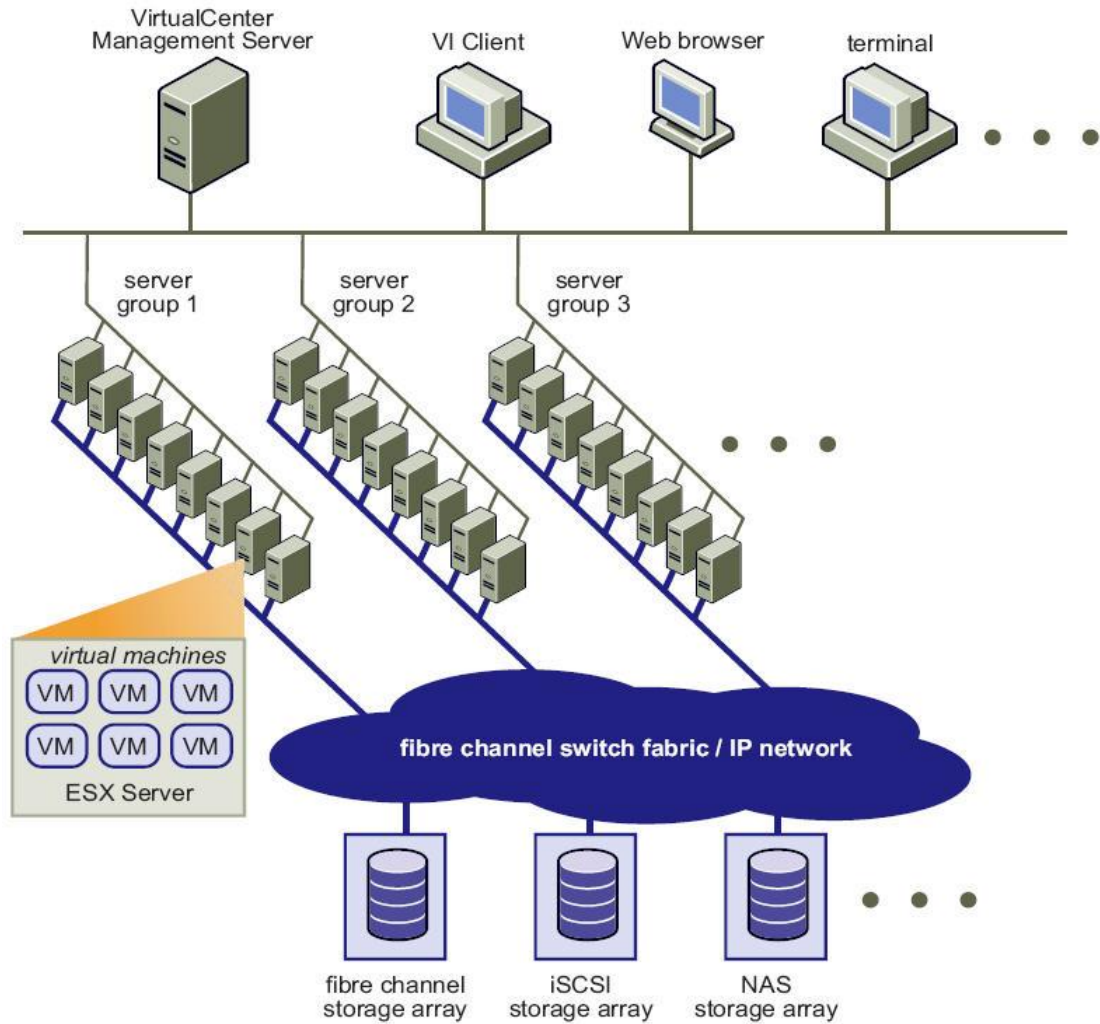 VirtualCenter
Management Server
VI Client
Web browser
terminal
server
group 1
server
group 2
server
group 3
virtual machines
VM VM VM
VM VM VM
ESX Server
fibre channel switch fabric / IP network
fibre channel
storage array
iSCSI
storage array
NAS
storage array